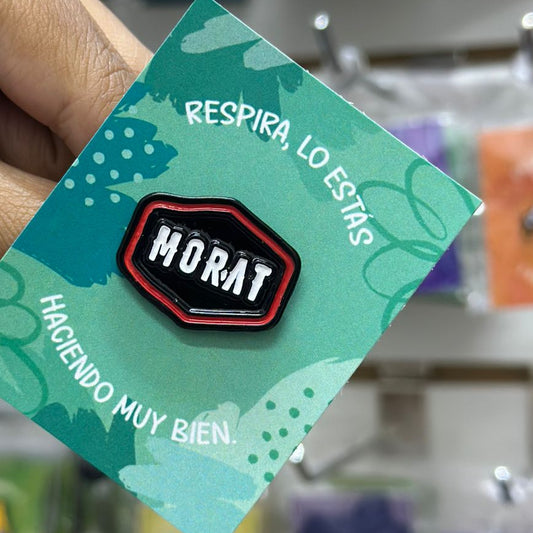 RESPIRA, LO ESTÁS
MORAT
HACIENDO MUY BIEN.